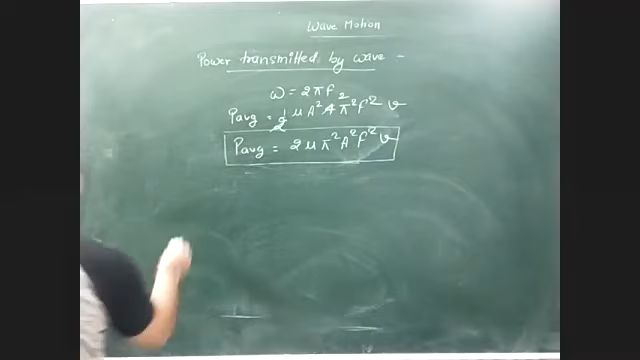 Wave Motion
Power transmitted by wave -
ω = 2πf
Pavg = 1/2 μ A² 4 π² f² v
Pavg = 2 μ π² A² f² v